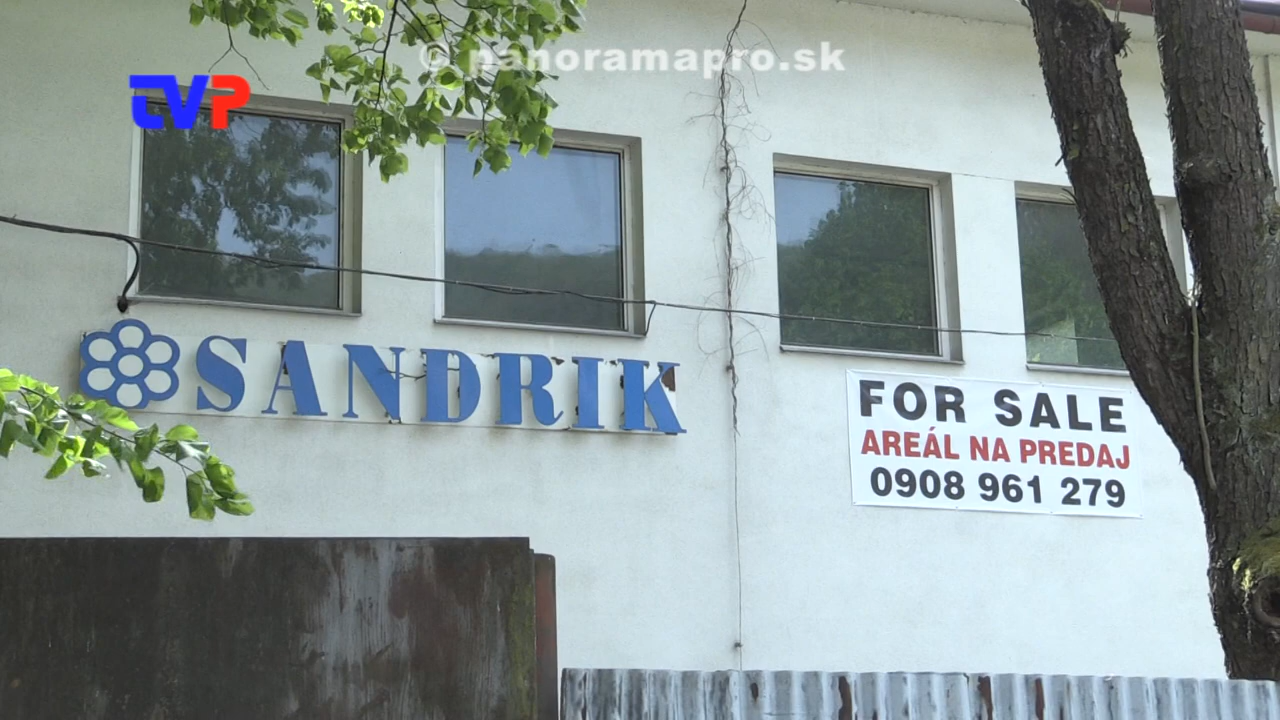 © panoramapro.sk
TVP
SANDRIK
FOR SALE
AREÁL NA PREDAJ
0908 961 279